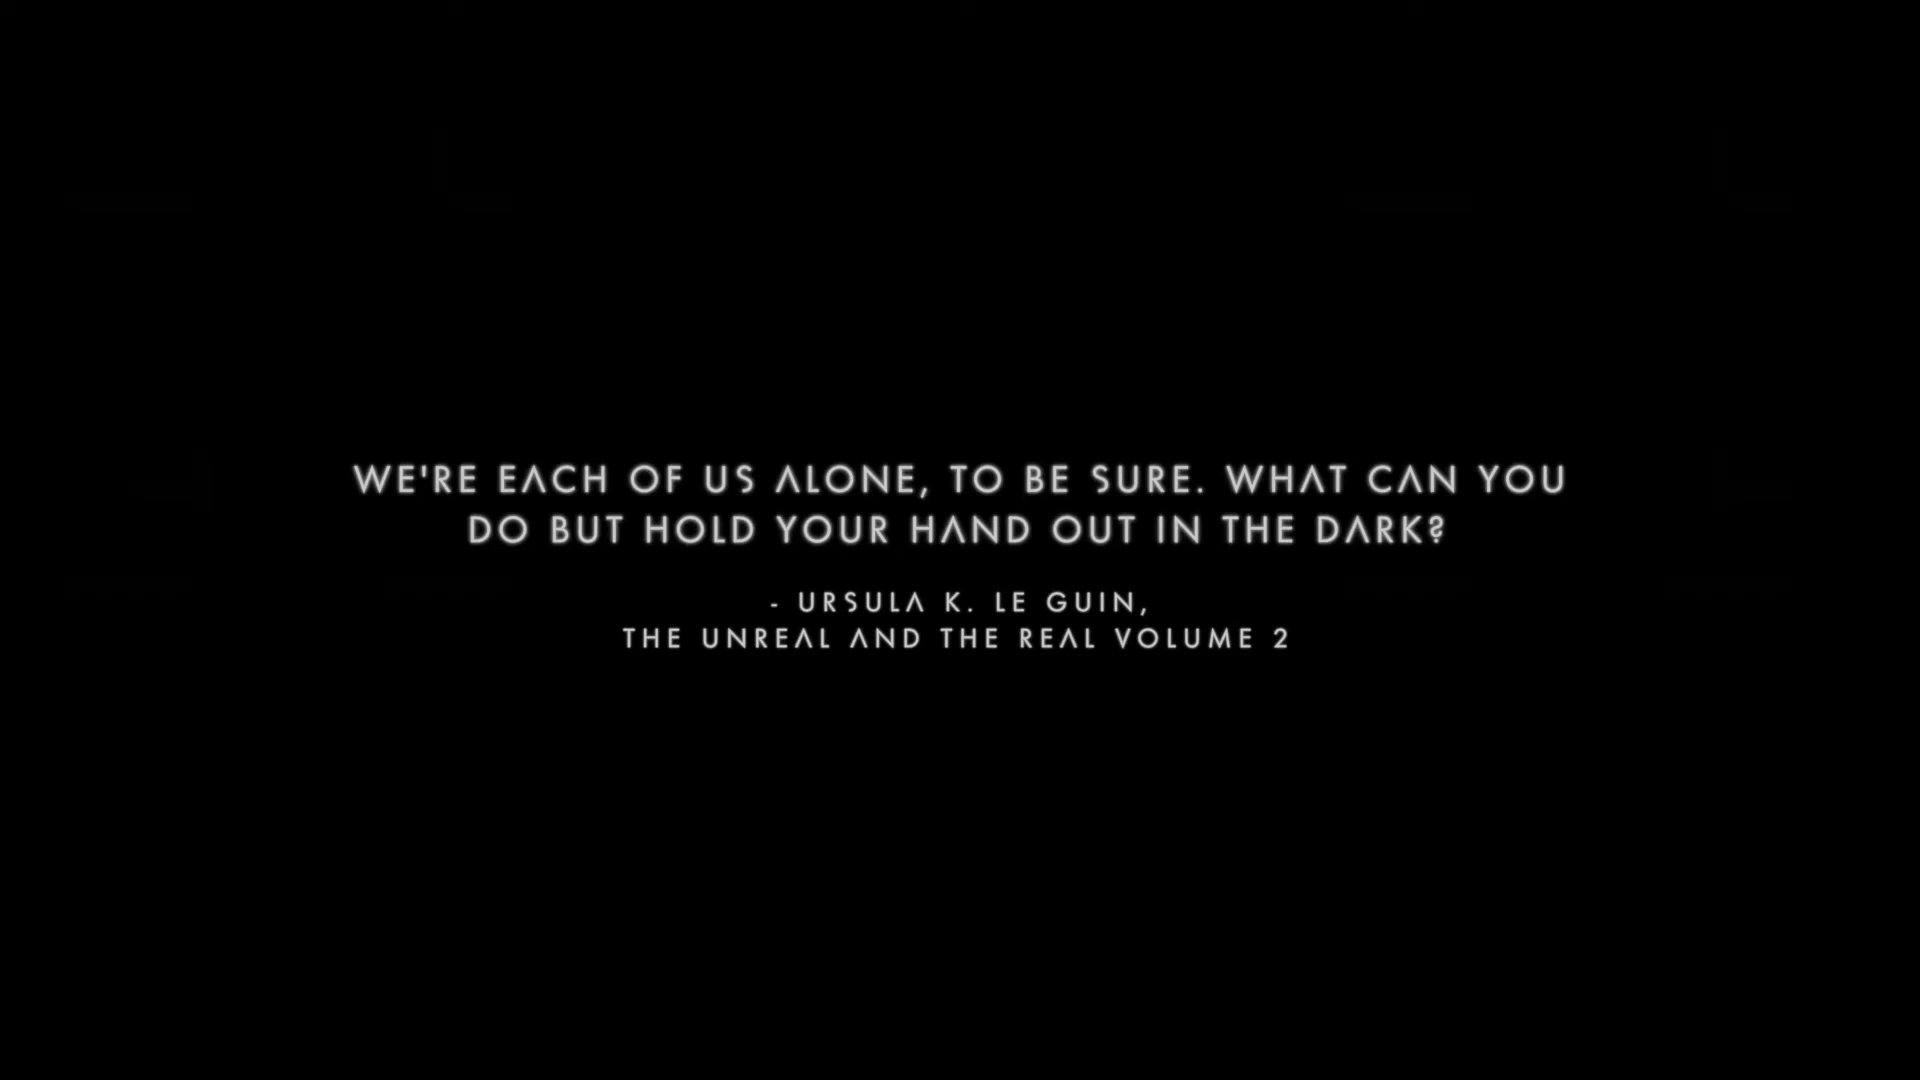 WE'RE EACH OF US ALONE, TO BE SURE. WHAT CAN YOU
DO BUT HOLD YOUR HAND OUT IN THE DARK?
- URSULA K. LE GUIN,
THE UNREAL AND THE REAL VOLUME 2